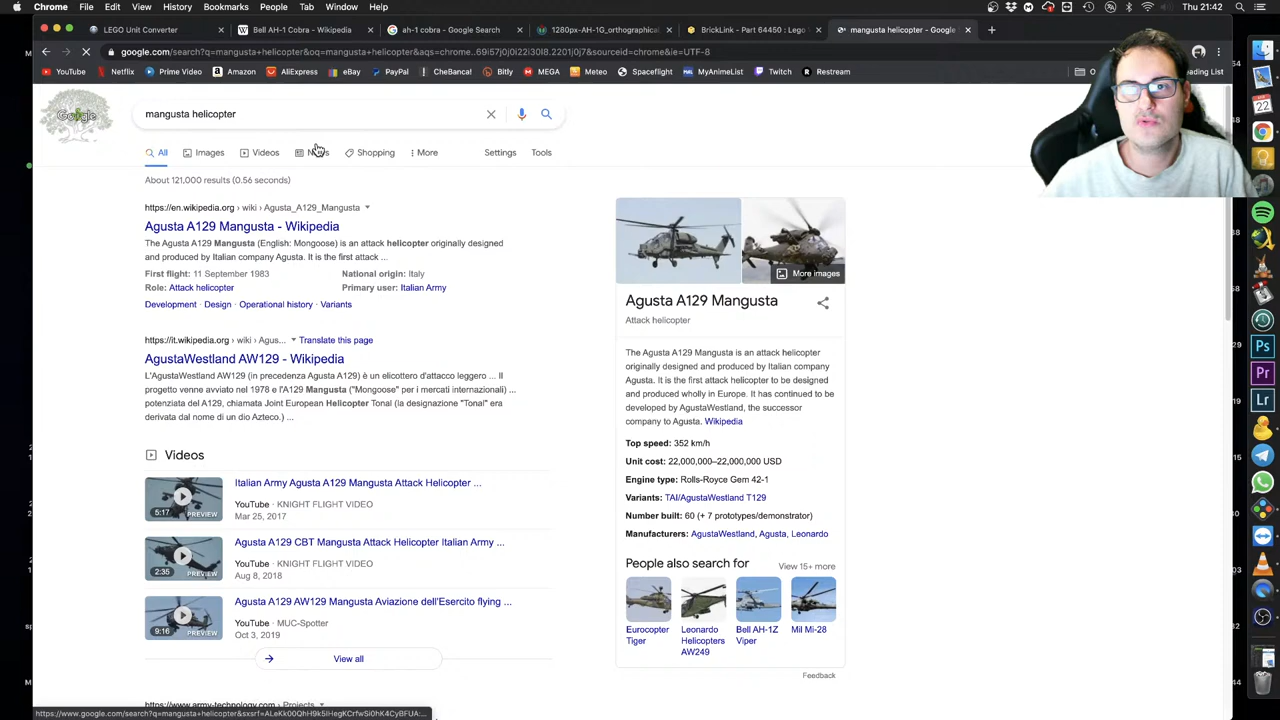 Chrome File Edit View History Bookmarks People Tab Window Help
Thu 21:42
LEGO Unit Converter
Bell AH-1 Cobra - Wikipedia
ah-1 cobra - Google Search
1280px-AH-1G_orthographical
BrickLink - Part 64450 : Lego
mangusta helicopter - Google
YouTube Netflix Prime Video Amazon AliExpress eBay PayPal CheBanca! Bitly MEGA Meteo Spaceflight MyAnimeList Twitch Restream
Google
mangusta helicopter
All Images Videos News Shopping More Settings Tools
About 121,000 results (0.56 seconds)
https://en.wikipedia.org › wiki › Agusta_A129_Mangusta
Agusta A129 Mangusta - Wikipedia
The Agusta A129 Mangusta (English: Mongoose) is an attack helicopter originally designed
and produced by Italian company Agusta. It is the first attack ...
First flight: 11 September 1983 National origin: Italy
Role: Attack helicopter Primary user: Italian Army
Development · Design · Operational history · Variants
https://it.wikipedia.org › wiki › Agus... Translate this page
AgustaWestland AW129 - Wikipedia
L'AgustaWestland AW129 (in precedenza Agusta A129) è un elicottero d'attacco leggero ... Il
progetto venne avviato nel 1978 e l'A129 Mangusta ("Mongoose" per i mercati internazionali) ...
potenziata del A129, chiamata Joint European Helicopter Tonal (la designazione "Tonal" era
derivata dal nome di un dio Azteco.) ...
Videos
5:17 PREVIEW
Italian Army Agusta A129 Mangusta Attack Helicopter ...
YouTube · KNIGHT FLIGHT VIDEO
Mar 25, 2017
2:35 PREVIEW
Agusta A129 CBT Mangusta Attack Helicopter Italian Army ...
YouTube · KNIGHT FLIGHT VIDEO
Aug 8, 2018
9:16 PREVIEW
Agusta A129 AW129 Mangusta Aviazione dell'Esercito flying ...
YouTube · MUC-Spotter
Oct 3, 2019
View all
https://www.army-technology.com › Projects
More images
Agusta A129 Mangusta
Attack helicopter
The Agusta A129 Mangusta is an attack helicopter
originally designed and produced by Italian company
Agusta. It is the first attack helicopter to be designed
and produced wholly in Europe. It has continued to be
developed by AgustaWestland, the successor
company to Agusta. Wikipedia
Top speed: 352 km/h
Unit cost: 22,000,000–22,000,000 USD
Engine type: Rolls-Royce Gem 42-1
Variants: TAI/AgustaWestland T129
Number built: 60 (+ 7 prototypes/demonstrator)
Manufacturers: AgustaWestland, Agusta, Leonardo
People also search for View 15+ more
Eurocopter
Tiger
Leonardo
Helicopters
AW249
Bell AH-1Z
Viper
Mil Mi-28
Feedback
Ps
Pr
Lr